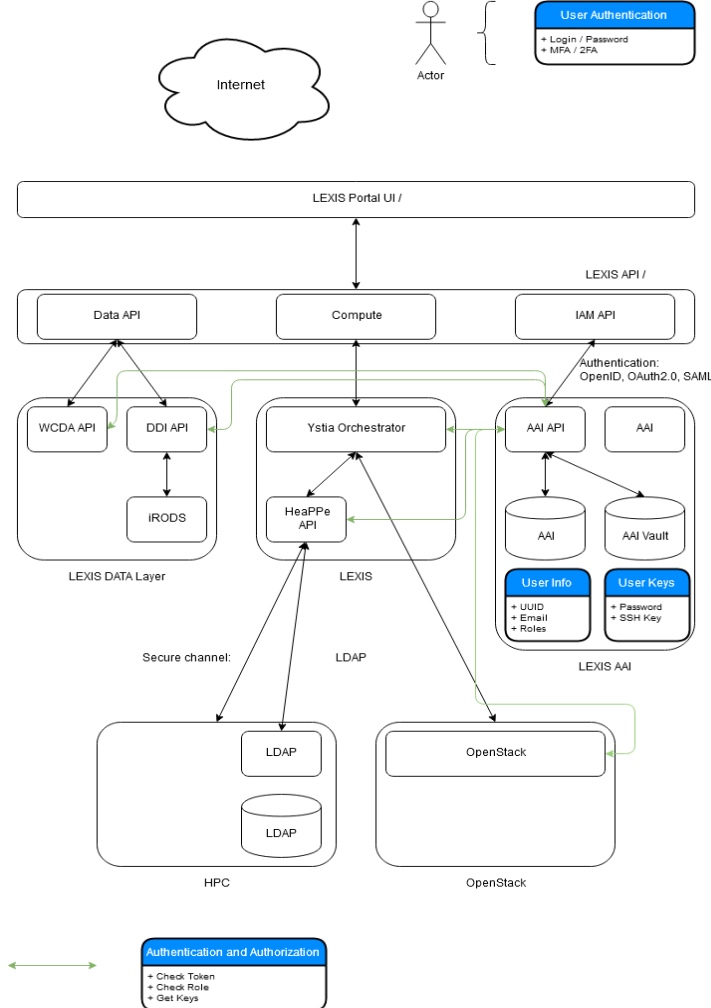 User Authentication
+ Login / Password
+ MFA / 2FA
Actor
Internet
LEXIS Portal UI /
LEXIS API /
Data API
Compute
IAM API
Authentication:
OpenID, OAuth2.0, SAML
WCDA API
DDI API
Ystia Orchestrator
AAI API
AAI
iRODS
HeaPPe
API
AAI
AAI Vault
LEXIS DATA Layer
LEXIS
User Info
+ UUID
+ Email
+ Roles
User Keys
+ Password
+ SSH Key
LEXIS AAI
Secure channel:
LDAP
LDAP
OpenStack
LDAP
HPC
OpenStack
Authentication and Authorization
+ Check Token
+ Check Role
+ Get Keys